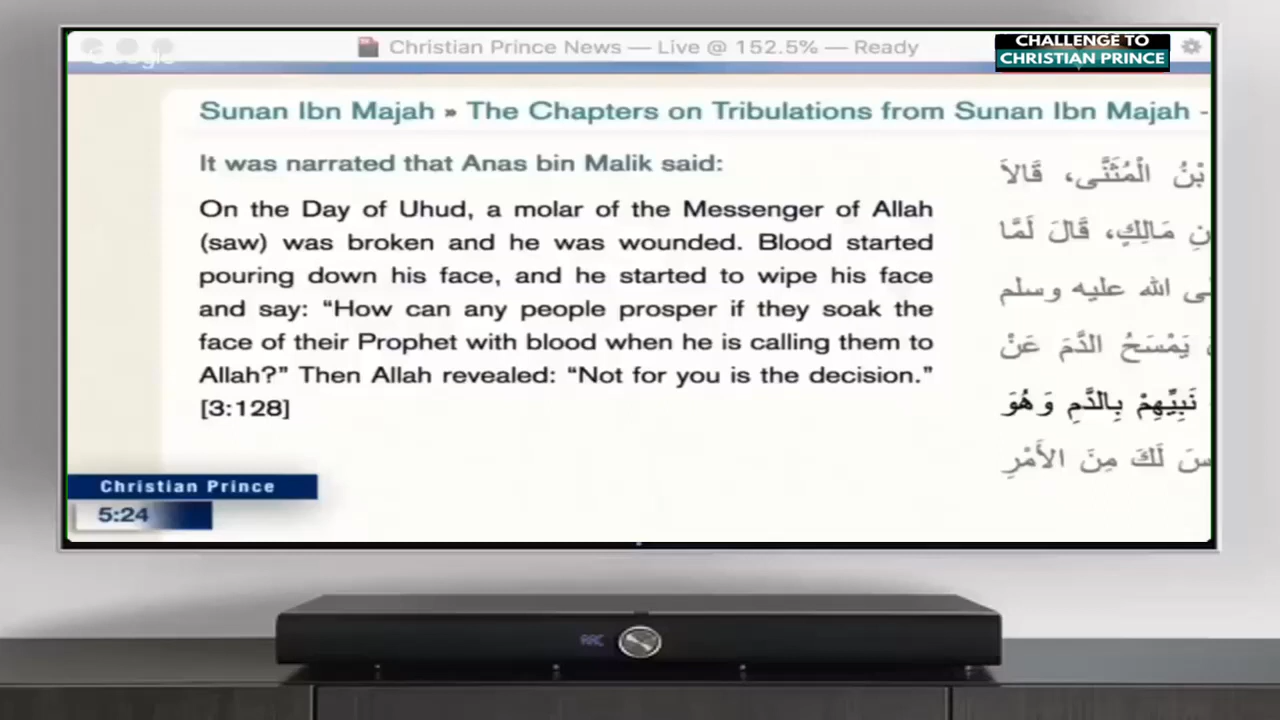 Google
Christian Prince News — Live @ 152.5% — Ready
CHALLENGE TO
CHRISTIAN PRINCE
Sunan Ibn Majah » The Chapters on Tribulations from Sunan Ibn Majah -
It was narrated that Anas bin Malik said:
On the Day of Uhud, a molar of the Messenger of Allah
(saw) was broken and he was wounded. Blood started
pouring down his face, and he started to wipe his face
and say: “How can any people prosper if they soak the
face of their Prophet with blood when he is calling them to
Allah?” Then Allah revealed: “Not for you is the decision.”
[3:128]
بْنُ الْمُثَنَّى، قَالاَ
مَالِكٍ، قَالَ لَمَّا
الله عليه وسلم
يَمْسَحُ الدَّمَ عَنْ
نَبِيِّهِمْ بِالدَّمِ وَهُوَ
لَكَ مِنَ الأَمْرِ
Christian Prince
5:24
ARC